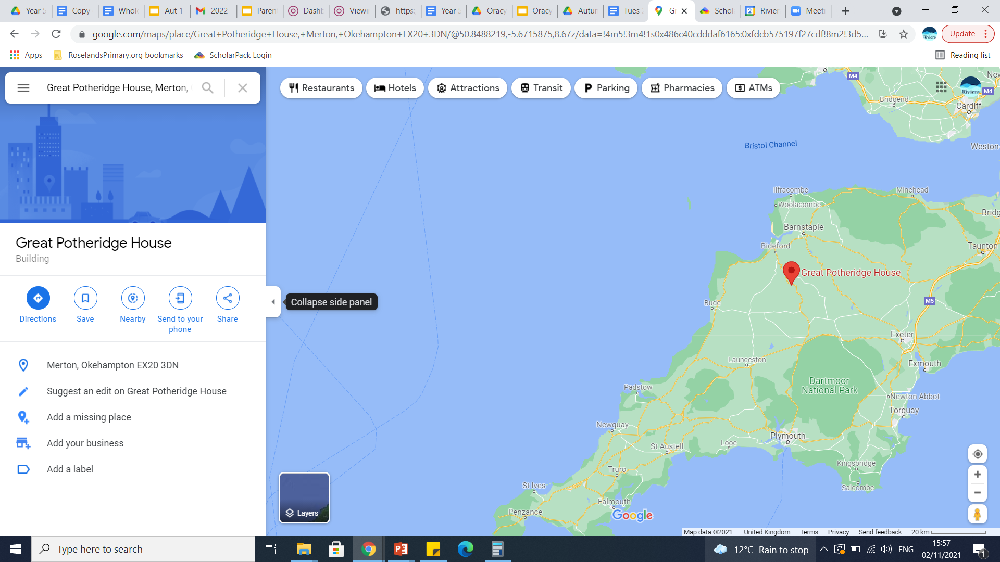 Year 5
Copy
Whole
Aut 1
2022
Paren
Dashb
Viewin
https:
Year 5
Oracy
Oracy
Autun
Tues 2
Gr
Schol
Rivier
Meeti
google.com/maps/place/Great+Potheridge+House,+Merton,+Okehampton+EX20+3DN/@50.8488219,-5.6715875,8.67z/data=!4m5!3m4!1s0x486c40cdddaf6165:0xfdcb575197f27cdf!8m2!3d5...
Riviera
Update
Apps
RoselandsPrimary.org bookmarks
ScholarPack Login
Reading list
Great Potheridge House, Merton,
Restaurants
Hotels
Attractions
Transit
Parking
Pharmacies
ATMs
M4
New
Riviera
M4
Bridgend
Cardiff
Bristol Channel
Weston-
Ilfracombe
Minehead
Woolacombe
Bridg
Barnstaple
Bideford
Taunton
Great Potheridge House
Building
Great Potheridge House
Directions
Save
Nearby
Send to your
phone
Share
Collapse side panel
Bude
M5
Exeter
Launceston
Exmouth
Dartmoor
National Park
Padstow
Newton Abbot
Torquay
Newquay
Plymouth
St Austell
Looe
Kingsbridge
Truro
St Ives
Salcombe
Falmouth
Penzance
Merton, Okehampton EX20 3DN
Suggest an edit on Great Potheridge House
Add a missing place
Add your business
Add a label
Layers
Google
Map data ©2021
United Kingdom
Terms
Privacy
Send feedback
20 km
Type here to search
12°C Rain to stop
ENG
15:57
02/11/2021
1